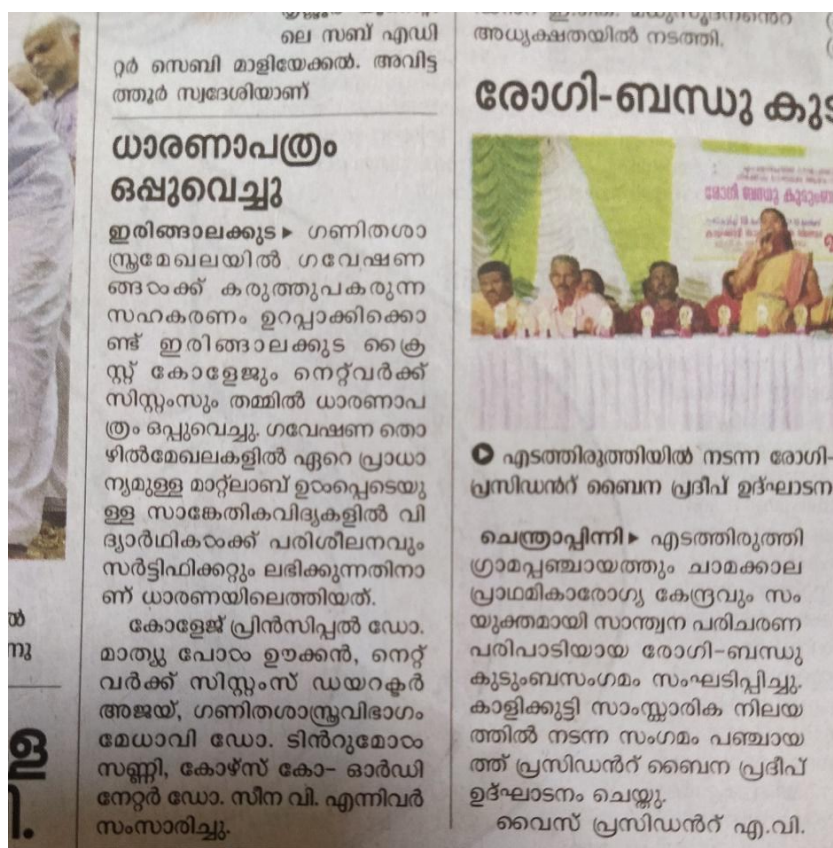 ലെ സബ് എഡി
റ്റർ സെബി മാളിയേക്കൽ. അവിട്ട
ത്തൂർ സ്വദേശിയാണ്
ധാരണാപത്രം
ഒപ്പുവെച്ചു
ഇരിങ്ങാലക്കുട ▸ ഗണിതശാ
സ്ത്രമേഖലയിൽ ഗവേഷണ
ങ്ങൾക്ക് കരുത്തുപകരുന്ന
സഹകരണം ഉറപ്പാക്കിക്കൊ
ണ്ട് ഇരിങ്ങാലക്കുട ക്രൈ
സ്റ്റ് കോളേജും നെറ്റ്‌വർക്ക്
സിസ്റ്റംസും തമ്മിൽ ധാരണാപ
ത്രം ഒപ്പുവെച്ചു. ഗവേഷണ തൊ
ഴിൽമേഖലകളിൽ ഏറെ പ്രാധാ
ന്യമുള്ള മാറ്റ്‌ലാബ് ഉൾപ്പെടെയു
ള്ള സാങ്കേതികവിദ്യകളിൽ വി
ദ്യാർഥികൾക്ക് പരിശീലനവും
സർട്ടിഫിക്കറ്റും ലഭിക്കുന്നതിനാ
ണ് ധാരണയിലെത്തിയത്.
കോളേജ് പ്രിൻസിപ്പൽ ഡോ.
മാത്യു പോൾ ഊക്കൻ, നെറ്റ്
വർക്ക് സിസ്റ്റംസ് ഡയറക്ടർ
അജയ്, ഗണിതശാസ്ത്രവിഭാഗം
മേധാവി ഡോ. ടിൻറുമോൾ
സണ്ണി, കോഴ്സ് കോ- ഓർഡി
നേറ്റർ ഡോ. സീന വി. എന്നിവർ
സംസാരിച്ചു.
അധ്യക്ഷതയിൽ നടത്തി.
രോഗി-ബന്ധു കുട
രോഗി ബന്ധു കുടുംബ
എടത്തിരുത്തിയിൽ നടന്ന രോഗി-
പ്രസിഡൻറ് ബൈന പ്രദീപ് ഉദ്ഘാടന
ചെന്ത്രാപ്പിന്നി ▸ എടത്തിരുത്തി
ഗ്രാമപ്പഞ്ചായത്തും ചാമക്കാല
പ്രാഥമികാരോഗ്യ കേന്ദ്രവും സം
യുക്തമായി സാന്ത്വന പരിചരണ
പരിപാടിയായ രോഗി-ബന്ധു
കുടുംബസംഗമം സംഘടിപ്പിച്ചു.
കാളിക്കുട്ടി സാംസ്കാരിക നിലയ
ത്തിൽ നടന്ന സംഗമം പഞ്ചായ
ത്ത് പ്രസിഡൻറ് ബൈന പ്രദീപ്
ഉദ്ഘാടനം ചെയ്തു.
വൈസ് പ്രസിഡൻറ് എ.വി.